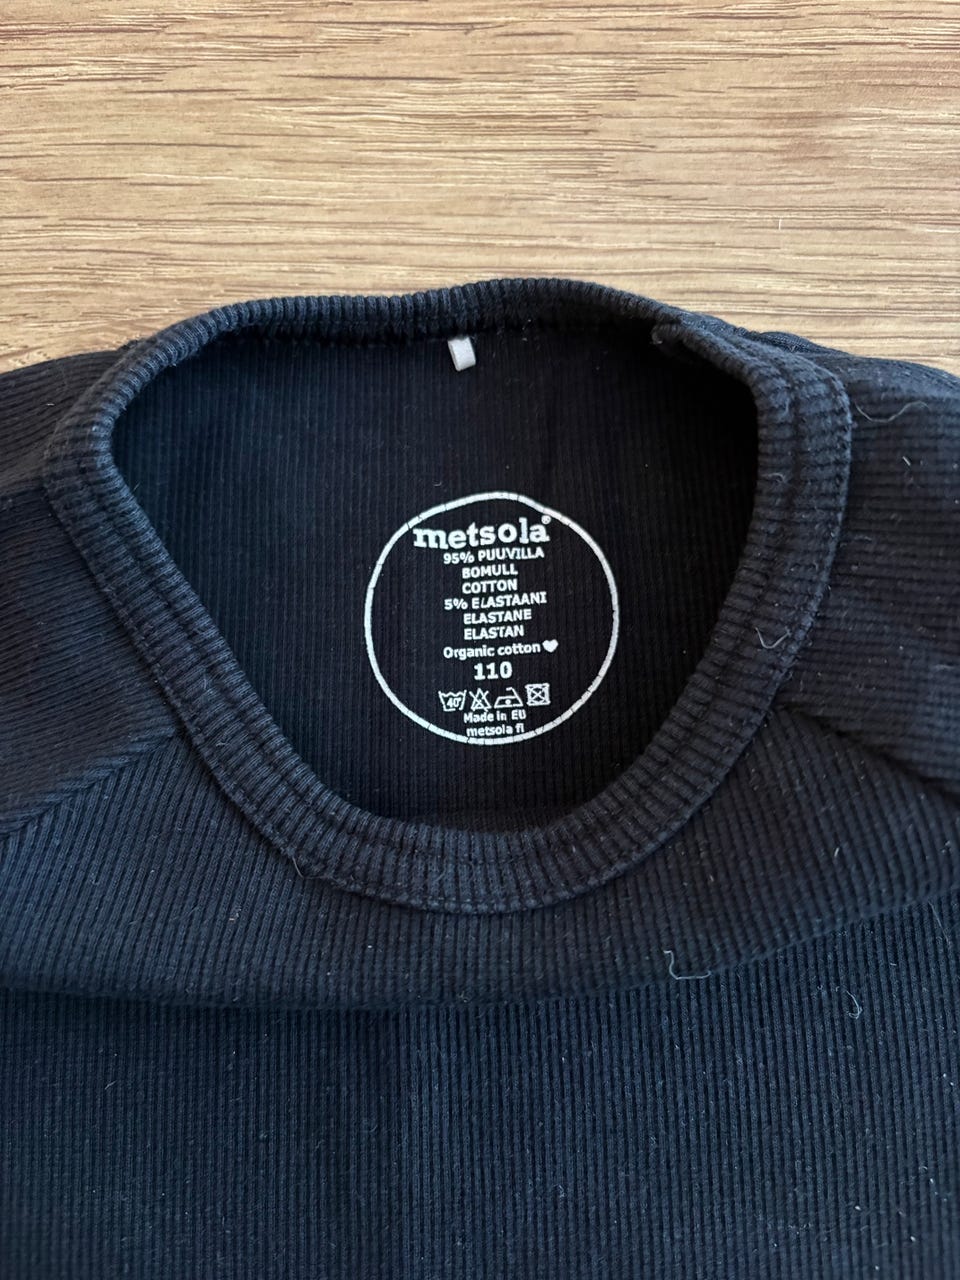 metsola®
95% PUUVILLA
BOMULL
COTTON
5% ELASTAANI
ELASTANE
ELASTAN
Organic cotton ♥
110
40°
Made in EU
metsola fi